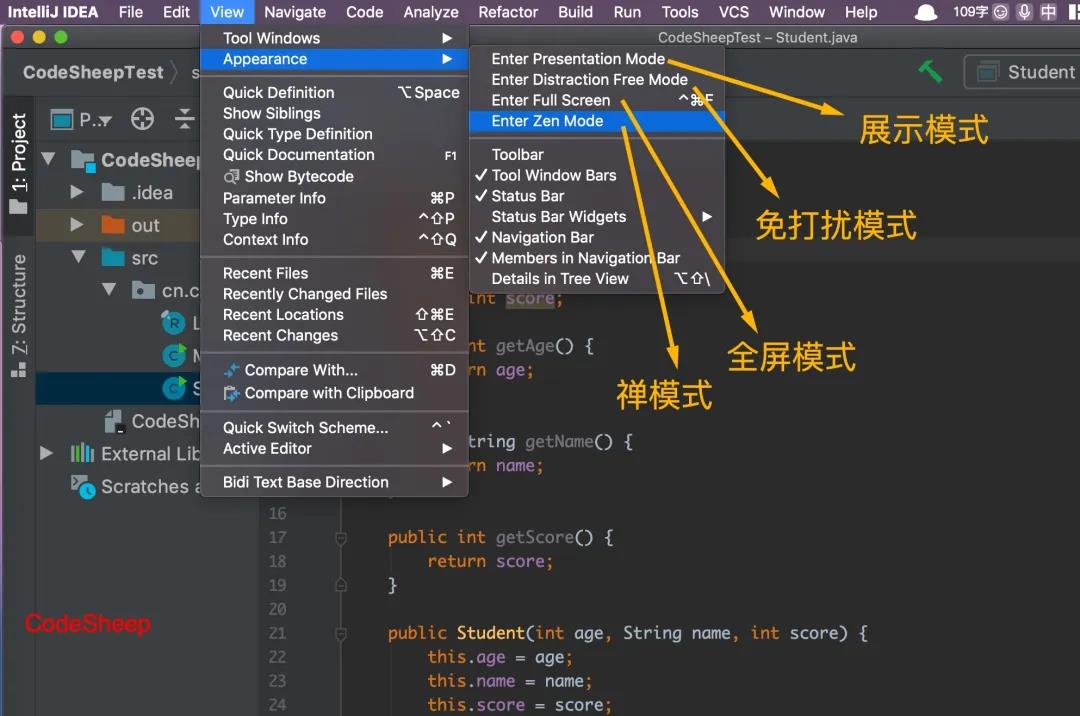 IntelliJ IDEA File Edit View Navigate Code Analyze Refactor Build Run Tools VCS Window Help 109字 中
CodeSheepTest – Student.java
CodeSheepTest
Student
1: Project
Z: Structure
P..
CodeSheep
.idea
out
src
cn.c
CodeSh
External Lib
Scratches
CodeSheep
Tool Windows
Appearance
Quick Definition ⌥Space
Show Siblings
Quick Type Definition
Quick Documentation F1
Show Bytecode
Parameter Info ⌘P
Type Info ^⇧P
Context Info ^⇧Q
Recent Files ⌘E
Recently Changed Files
Recent Locations ⇧⌘E
Recent Changes ⌥⇧C
Compare With... ⌘D
Compare with Clipboard
Quick Switch Scheme... ^`
Active Editor
Bidi Text Base Direction
Enter Presentation Mode
Enter Distraction Free Mode
Enter Full Screen ^⌘F
Enter Zen Mode
Toolbar
✓ Tool Window Bars
✓ Status Bar
Status Bar Widgets
✓ Navigation Bar
✓ Members in Navigation Bar
Details in Tree View ⌥⇧\
展示模式
免打扰模式
全屏模式
禅模式
int score;
nt getAge() {
rn age;
tring getName() {
rn name;
16
17 public int getScore() {
18 return score;
19 }
20
21 public Student(int age, String name, int score) {
22 this.age = age;
23 this.name = name;
24 this.score = score;